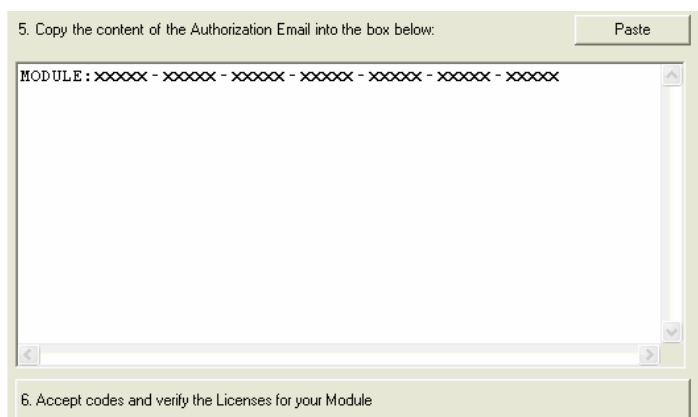 5. Copy the content of the Authorization Email into the box below:
Paste
MODULE:xxxxx - xxxxx - xxxxx - xxxxx - xxxxx - xxxxx - xxxxx
6. Accept codes and verify the Licenses for your Module